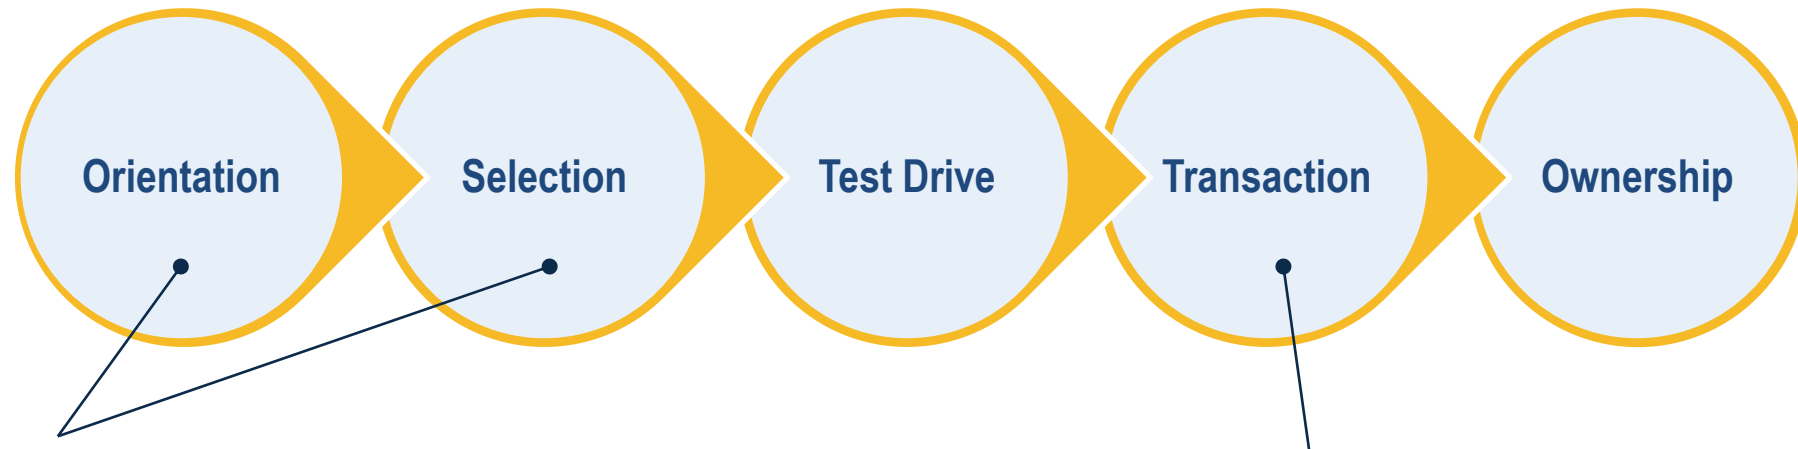 Orientation
Selection
Test Drive
Transaction
Ownership